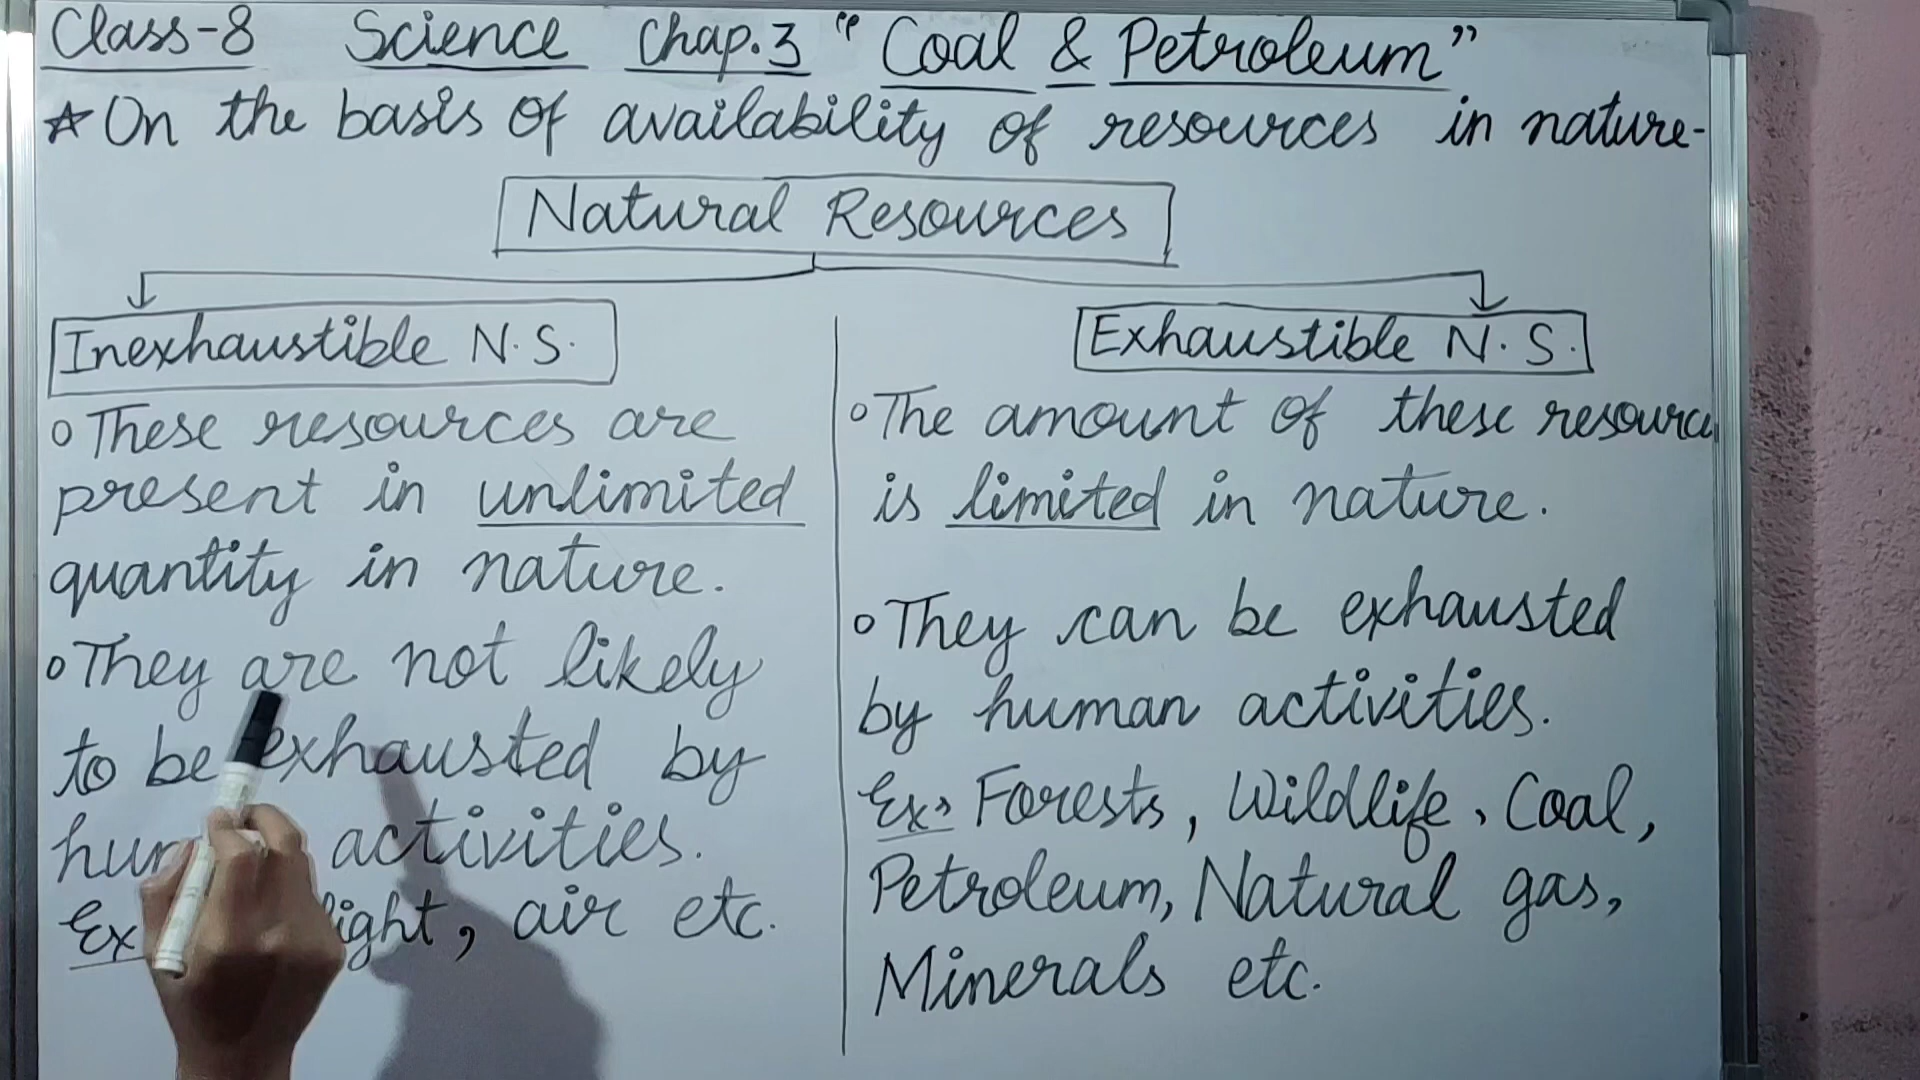 Class-8 Science Chap.3 "Coal & Petroleum"
☆ On the basis of availability of resources in nature-
Natural Resources
Inexhaustible N.S.
Exhaustible N.S.
o These resources are
present in unlimited
quantity in nature.
o They are not likely
to be exhausted by
activities.
Ex light, air etc.
o The amount of these resourc
is limited in nature.
o They can be exhausted
by human activities.
Ex, Forests, Wildlife, Coal,
Petroleum, Natural gas,
Minerals etc.